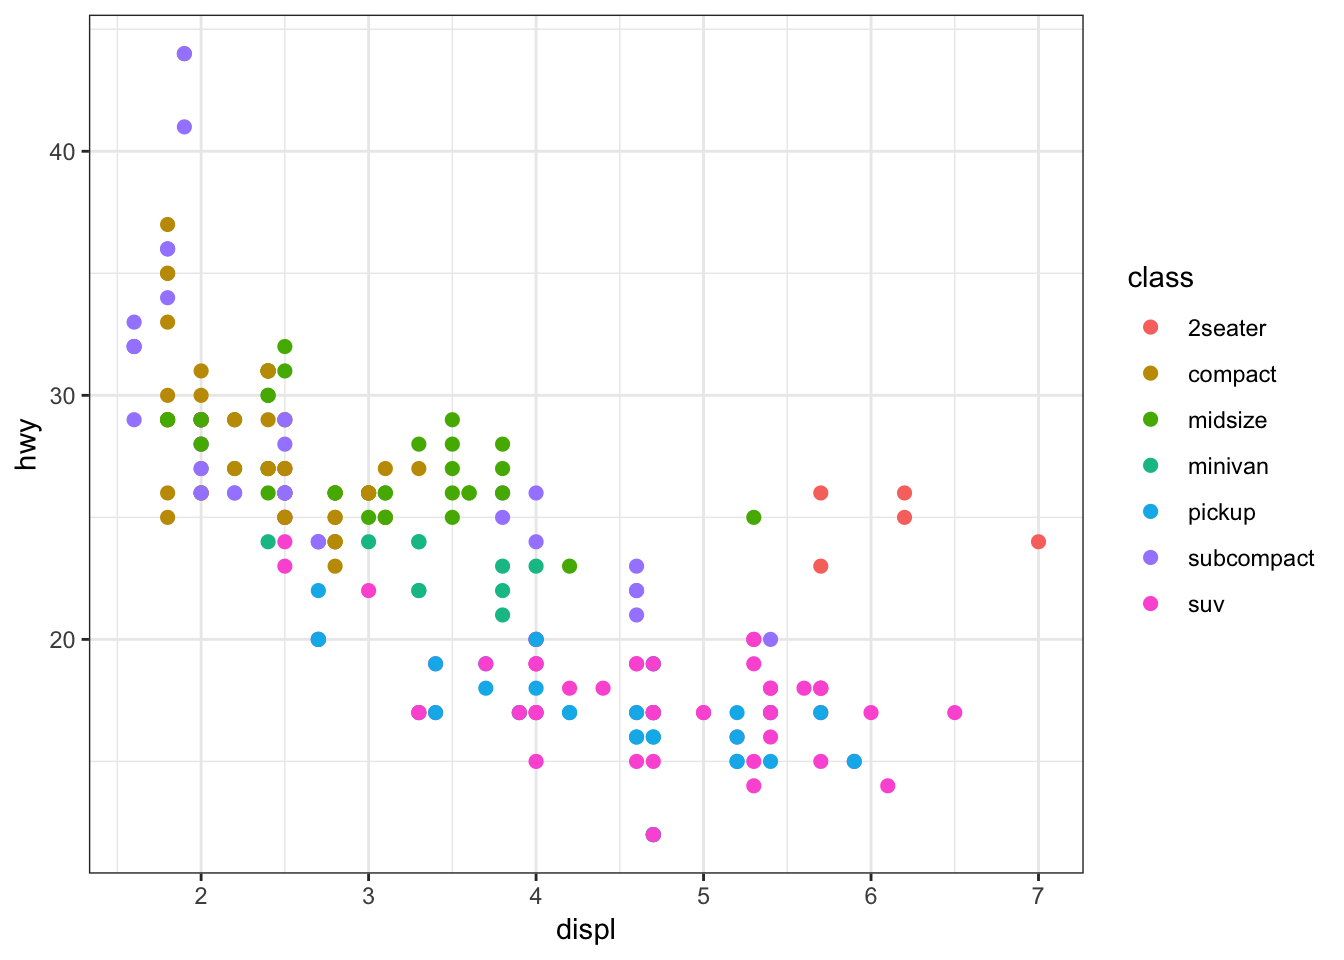 40
30
20
hwy
2 3 4 5 6 7
displ
class
2seater
compact
midsize
minivan
pickup
subcompact
suv